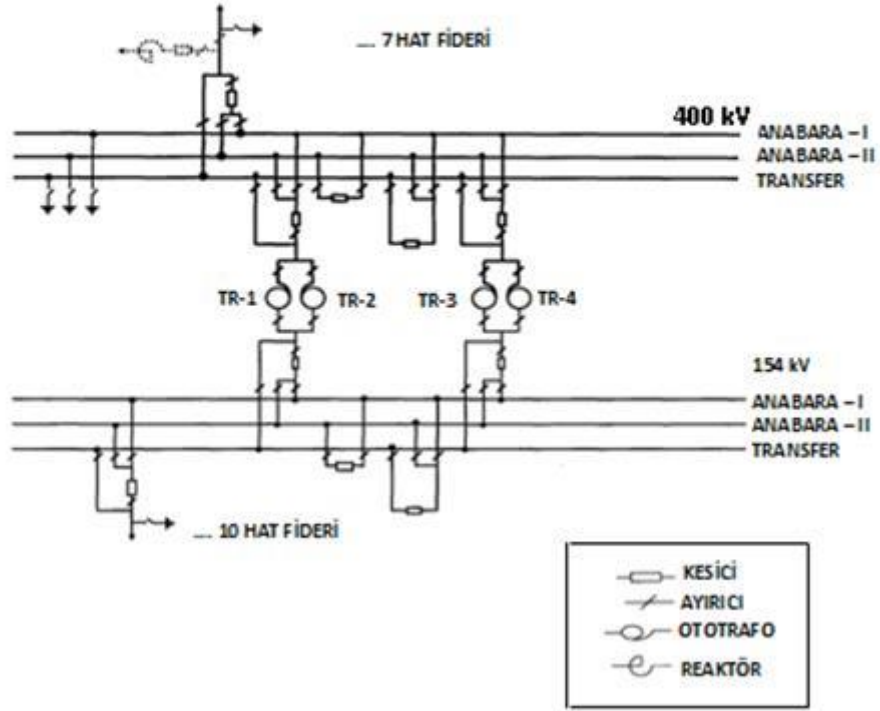 .... 7 HAT FİDERİ
400 kV
ANABARA – I
ANABARA – II
TRANSFER
TR-1
TR-2
TR-3
TR-4
154 kV
ANABARA – I
ANABARA – II
TRANSFER
.... 10 HAT FİDERİ
KESİCİ
AYIRICI
OTOTRAFO
REAKTÖR